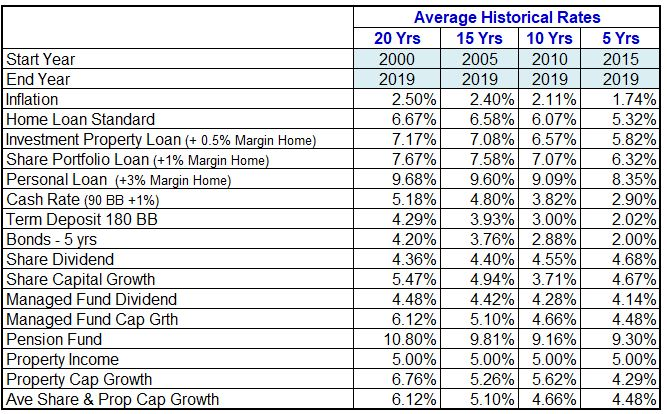 Average Historical Rates
20 Yrs 15 Yrs 10 Yrs 5 Yrs
Start Year 2000 2005 2010 2015
End Year 2019 2019 2019 2019
Inflation 2.50% 2.40% 2.11% 1.74%
Home Loan Standard 6.67% 6.58% 6.07% 5.32%
Investment Property Loan (+ 0.5% Margin Home) 7.17% 7.08% 6.57% 5.82%
Share Portfolio Loan (+1% Margin Home) 7.67% 7.58% 7.07% 6.32%
Personal Loan (+3% Margin Home) 9.68% 9.60% 9.09% 8.35%
Cash Rate (90 BB +1%) 5.18% 4.80% 3.82% 2.90%
Term Deposit 180 BB 4.29% 3.93% 3.00% 2.02%
Bonds - 5 yrs 4.20% 3.76% 2.88% 2.00%
Share Dividend 4.36% 4.40% 4.55% 4.68%
Share Capital Growth 5.47% 4.94% 3.71% 4.67%
Managed Fund Dividend 4.48% 4.42% 4.28% 4.14%
Managed Fund Cap Grth 6.12% 5.10% 4.66% 4.48%
Pension Fund 10.80% 9.81% 9.16% 9.30%
Property Income 5.00% 5.00% 5.00% 5.00%
Property Cap Growth 6.76% 5.26% 5.62% 4.29%
Ave Share & Prop Cap Growth 6.12% 5.10% 4.66% 4.48%